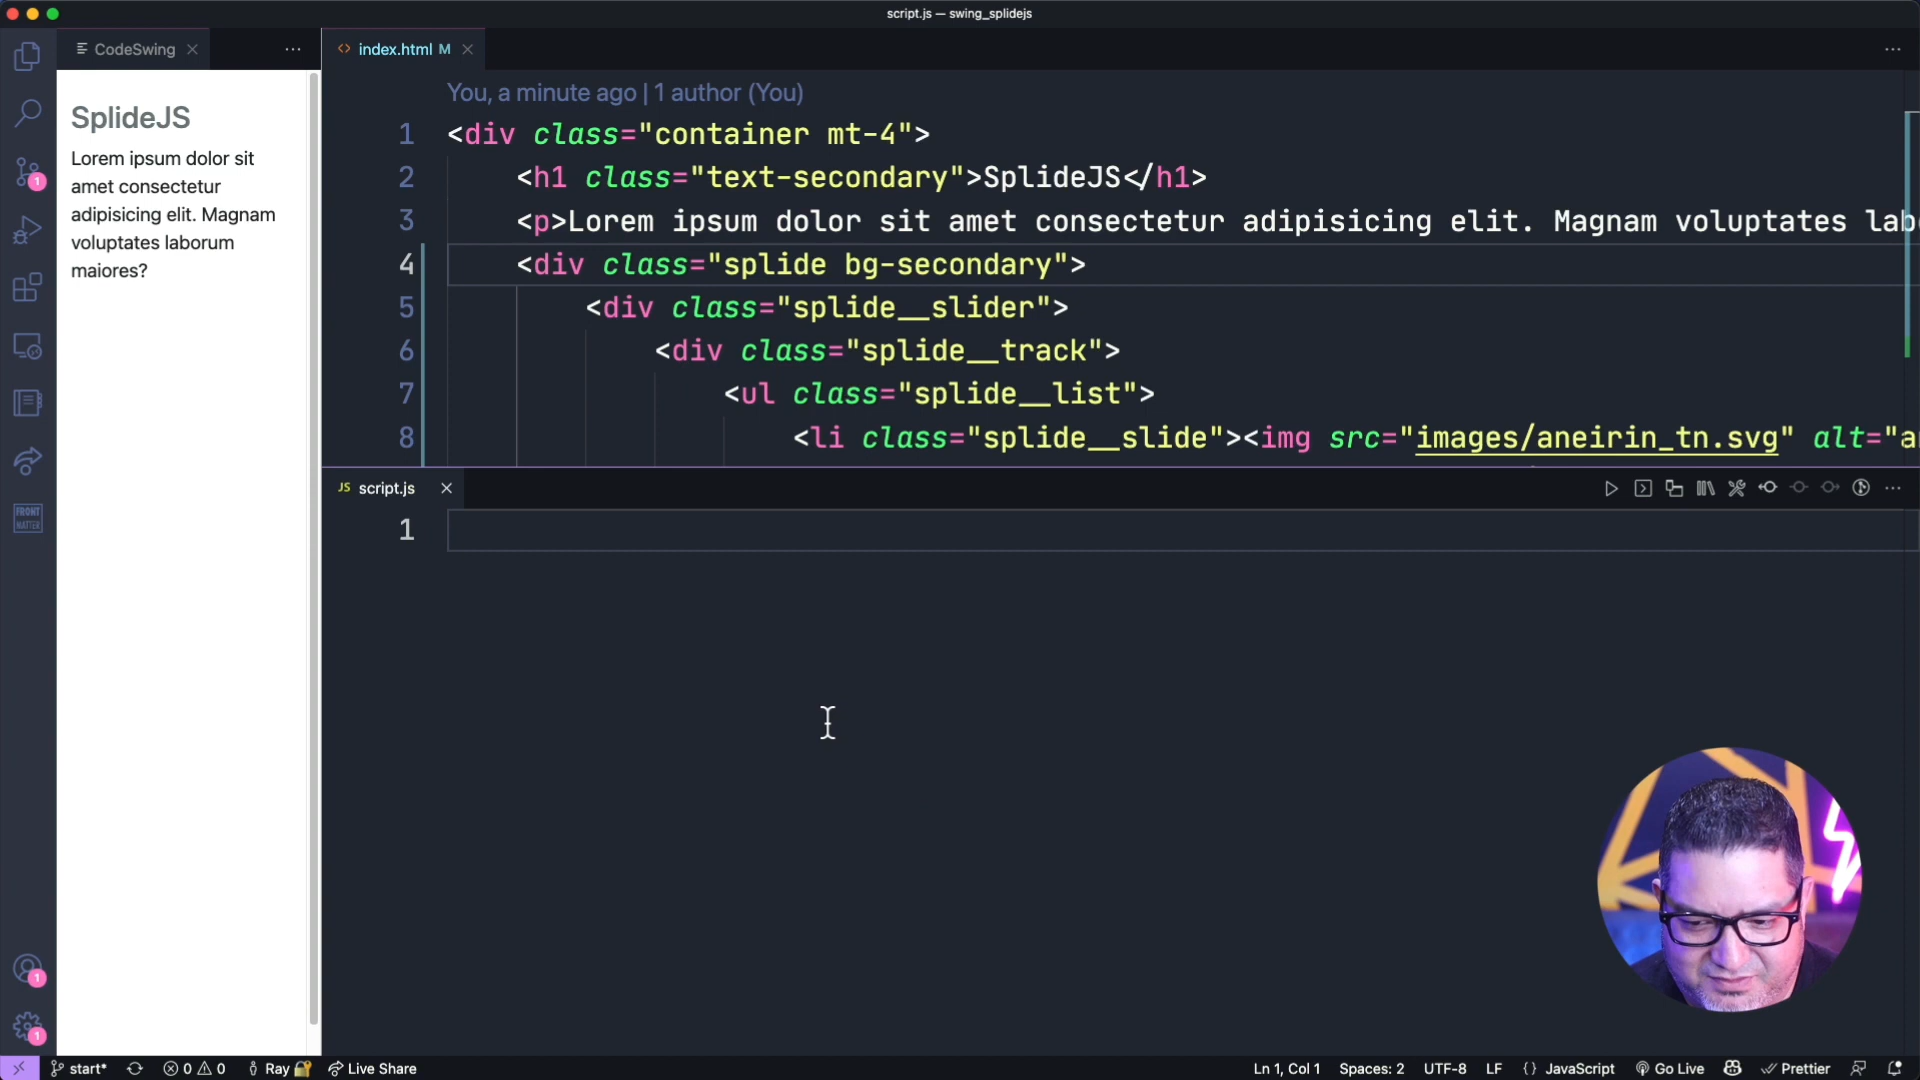 script.js — swing_splidejs
CodeSwing
index.html M
SplideJS
Lorem ipsum dolor sit
amet consectetur
adipisicing elit. Magnam
voluptates laborum
maiores?
You, a minute ago | 1 author (You)
1 <div class="container mt-4">
2 <h1 class="text-secondary">SplideJS</h1>
3 <p>Lorem ipsum dolor sit amet consectetur adipisicing elit. Magnam voluptates lab
4 <div class="splide bg-secondary">
5 <div class="splide__slider">
6 <div class="splide__track">
7 <ul class="splide__list">
8 <li class="splide__slide"><img src="images/aneirin_tn.svg" alt="a
JS script.js
1
1
FRONT
MATTER
1
1
start* 0 0 Ray Live Share Ln 1, Col 1 Spaces: 2 UTF-8 LF {} JavaScript Go Live Prettier